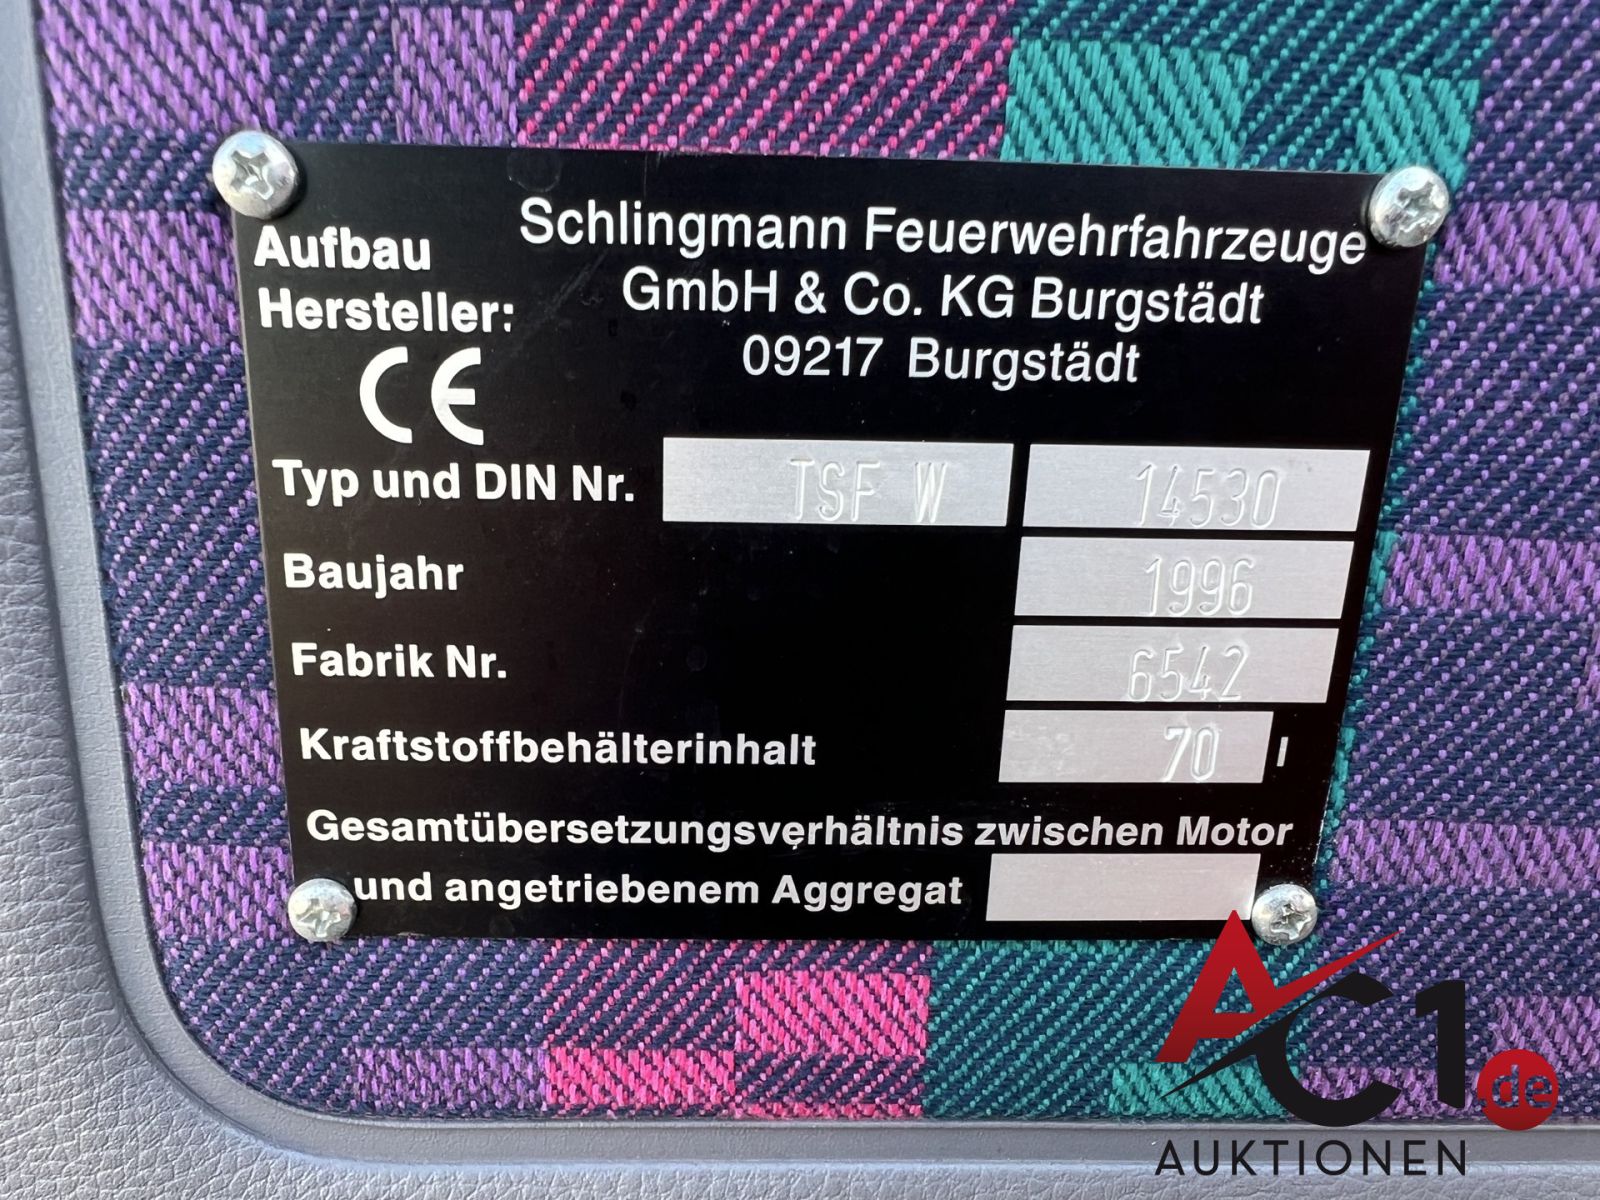 Aufbau Hersteller:
Schlingmann Feuerwehrfahrzeuge
GmbH & Co. KG Burgstädt
09217 Burgstädt
CE
Typ und DIN Nr. TSF W 14530
Baujahr 1996
Fabrik Nr. 6542
Kraftstoffbehälterinhalt 70 l
Gesamtübersetzungsverhältnis zwischen Motor
und angetriebenem Aggregat
AC1.de
AUKTIONEN